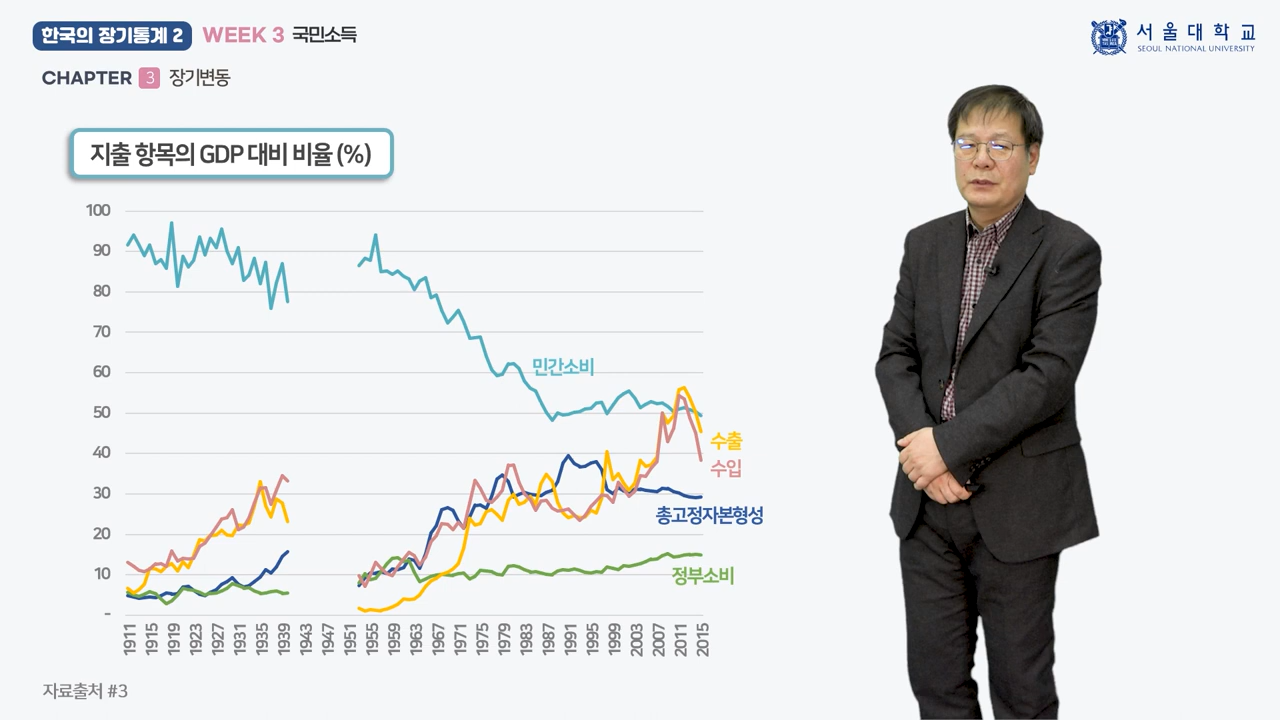 한국의 장기통계 2 WEEK 3 국민소득
서울대학교
SEOUL NATIONAL UNIVERSITY
CHAPTER 3 장기변동
지출 항목의 GDP 대비 비율 (%)
100
90
80
70
60
50
40
30
20
10
-
민간소비
수출
수입
총고정자본형성
정부소비
1911 1915 1919 1923 1927 1931 1935 1939 1943 1947 1951 1955 1959 1963 1967 1971 1975 1979 1983 1987 1991 1995 1999 2003 2007 2011 2015
자료출처 #3